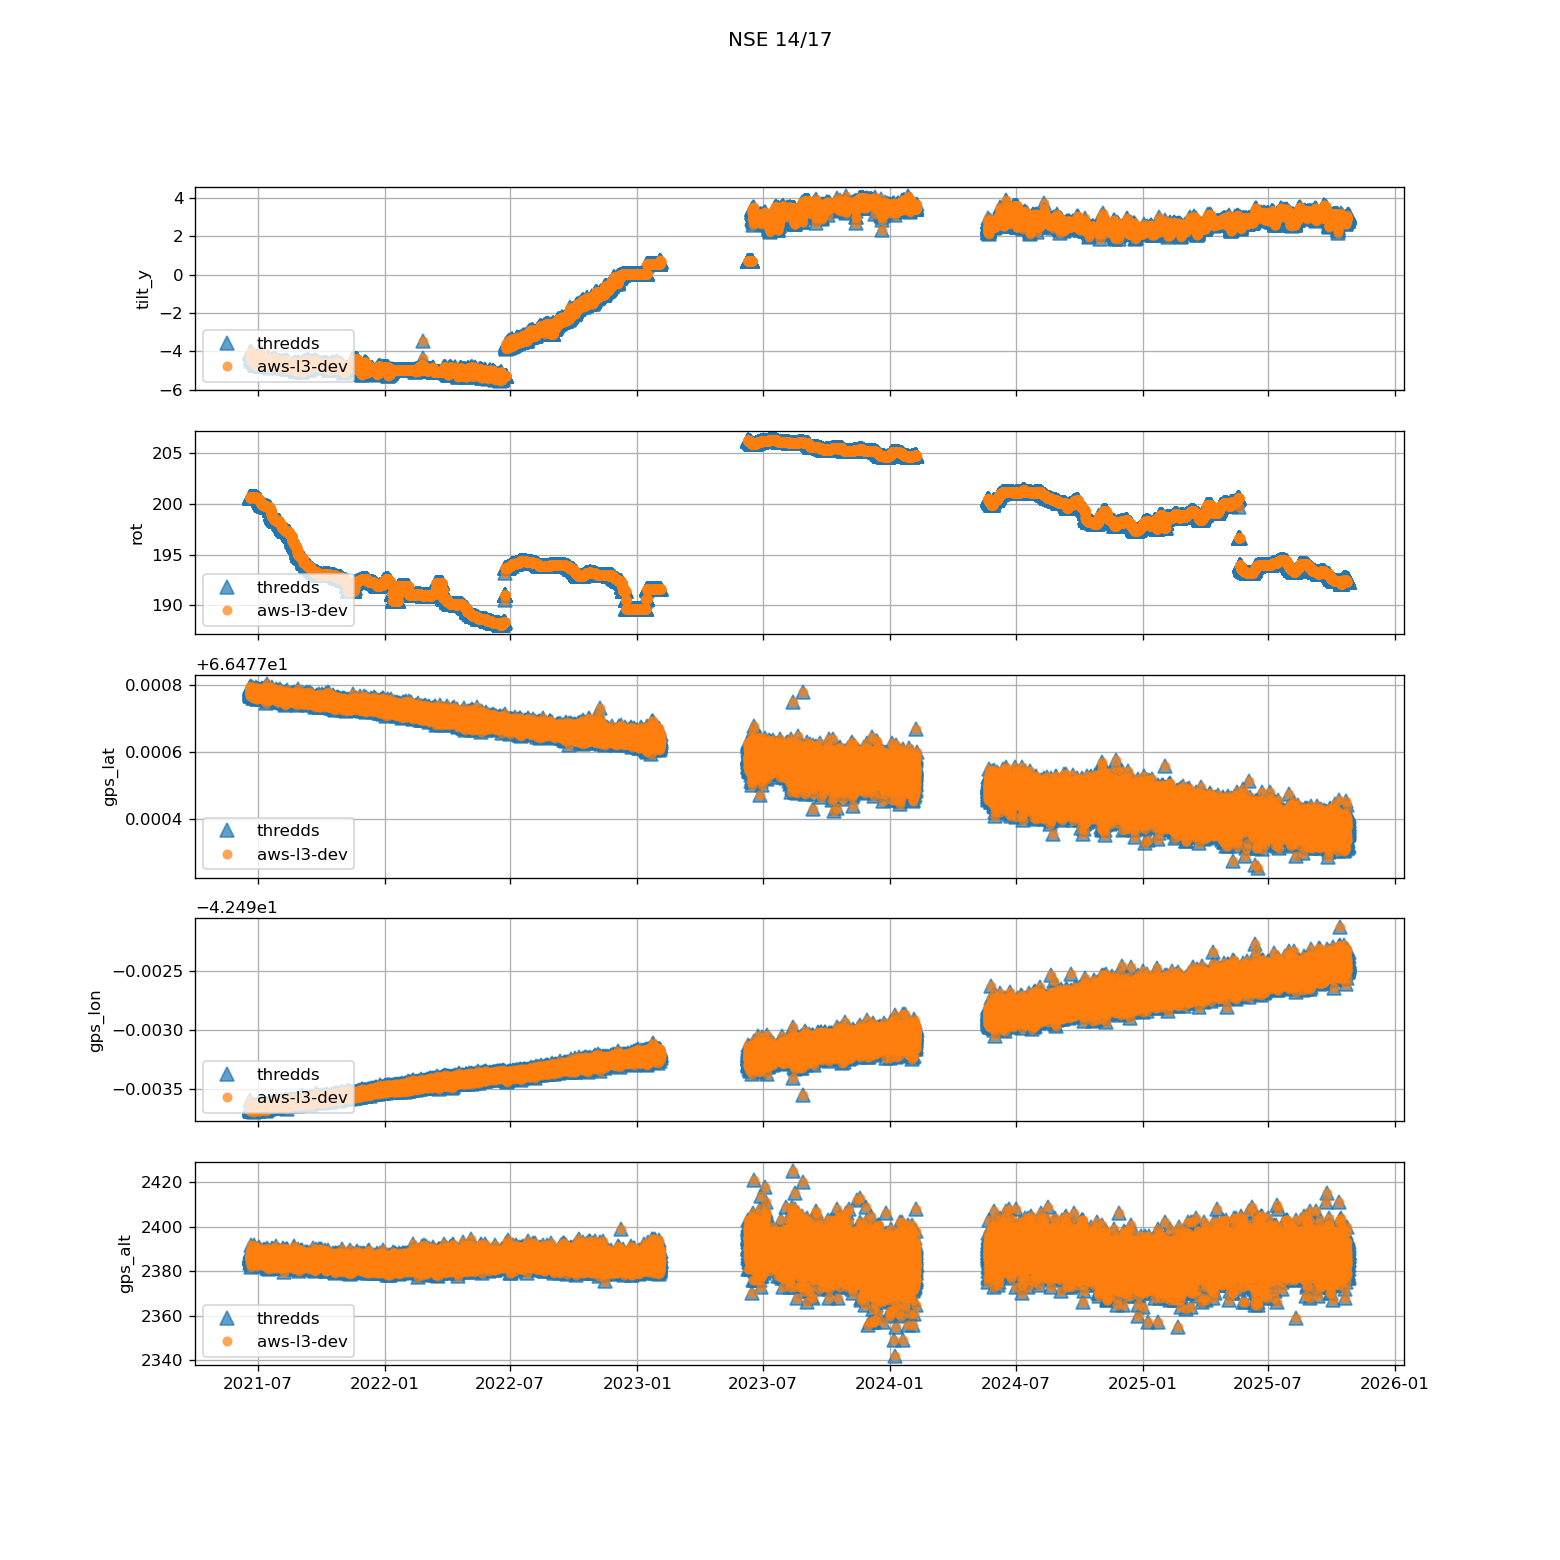 NSE 14/17
4
2
0
−2
−4
−6
tilt_y
thredds
aws-l3-dev
205
200
195
190
rot
thredds
aws-l3-dev
+6.6477e1
0.0008
0.0006
0.0004
gps_lat
thredds
aws-l3-dev
−4.249e1
−0.0025
−0.0030
−0.0035
gps_lon
thredds
aws-l3-dev
2420
2400
2380
2360
2340
gps_alt
thredds
aws-l3-dev
2021-07 2022-01 2022-07 2023-01 2023-07 2024-01 2024-07 2025-01 2025-07 2026-01